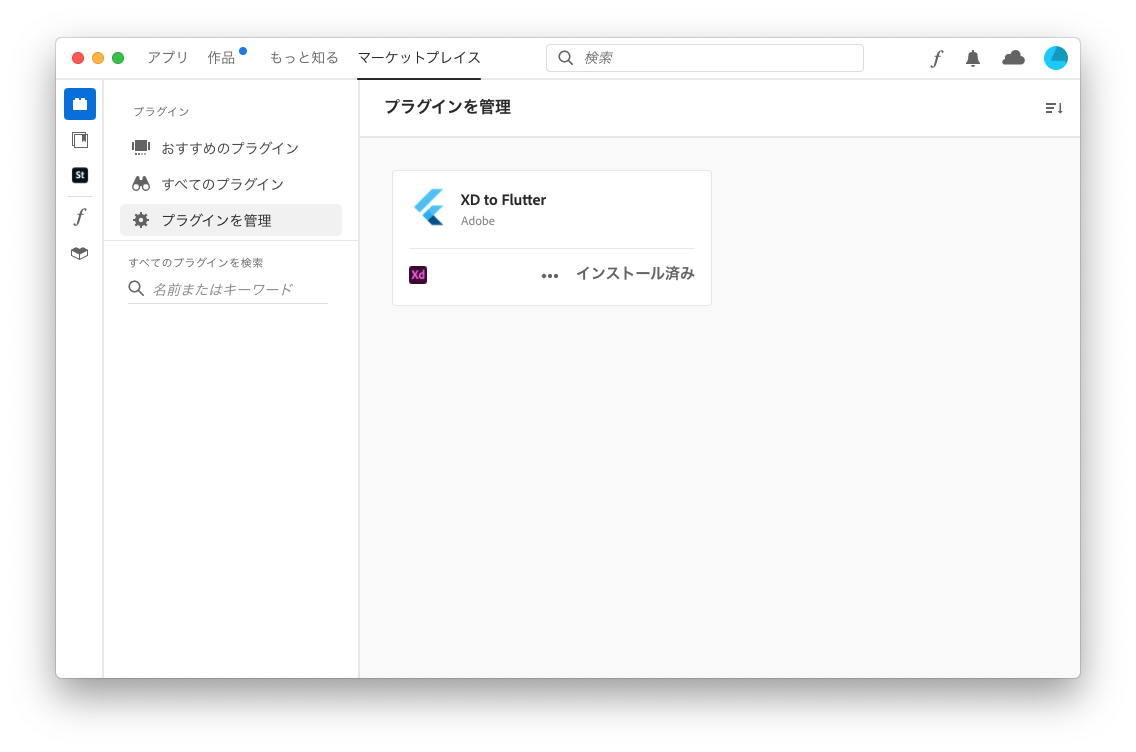 アプリ 作品 もっと知る マーケットプレイス 検索
プラグイン
おすすめのプラグイン
すべてのプラグイン
プラグインを管理
すべてのプラグインを検索
名前またはキーワード
St
プラグインを管理
XD to Flutter
Adobe
Xd ••• インストール済み